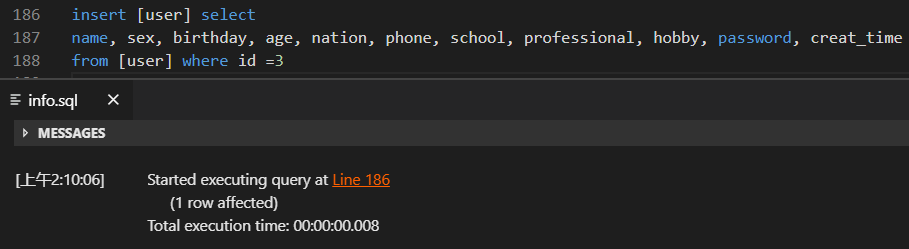 186 insert [user] select
187 name, sex, birthday, age, nation, phone, school, professional, hobby, password, creat_time
188 from [user] where id =3
info.sql
MESSAGES
[上午2:10:06] Started executing query at Line 186
(1 row affected)
Total execution time: 00:00:00.008